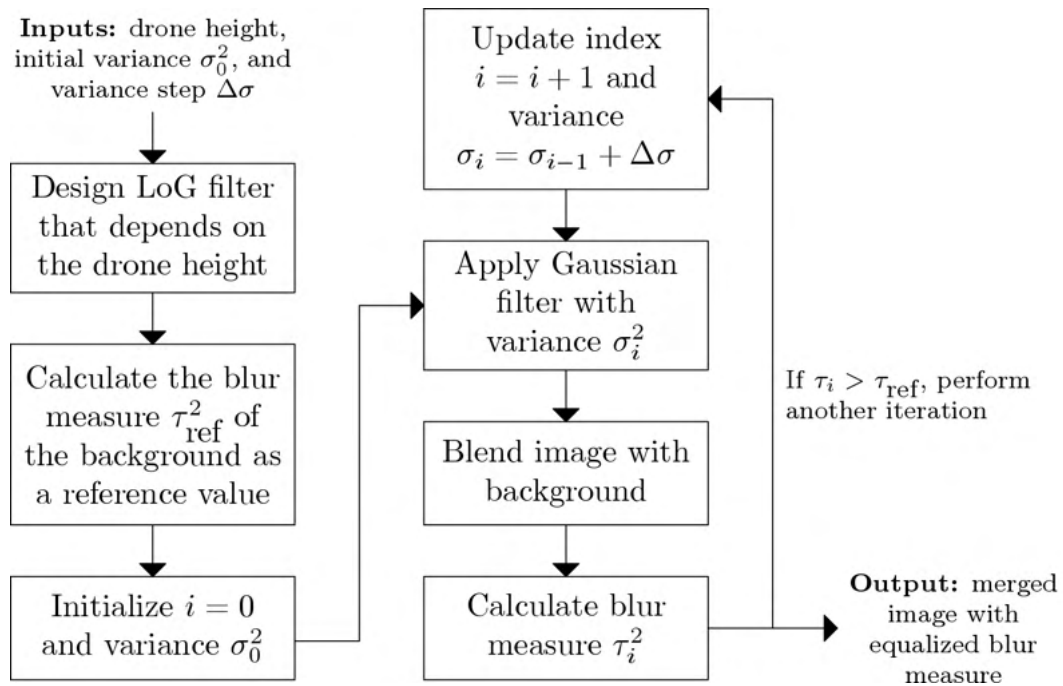 Inputs: drone height,
initial variance σ₀², and
variance step Δσ
Design LoG filter
that depends on
the drone height
Calculate the blur
measure τ²_ref of
the background as
a reference value
Initialize i = 0
and variance σ₀²
Update index
i = i + 1 and
variance
σᵢ = σᵢ₋₁ + Δσ
Apply Gaussian
filter with
variance σᵢ²
Blend image with
background
Calculate blur
measure τᵢ²
If τᵢ > τ_ref, perform
another iteration
Output: merged
image with
equalized blur
measure